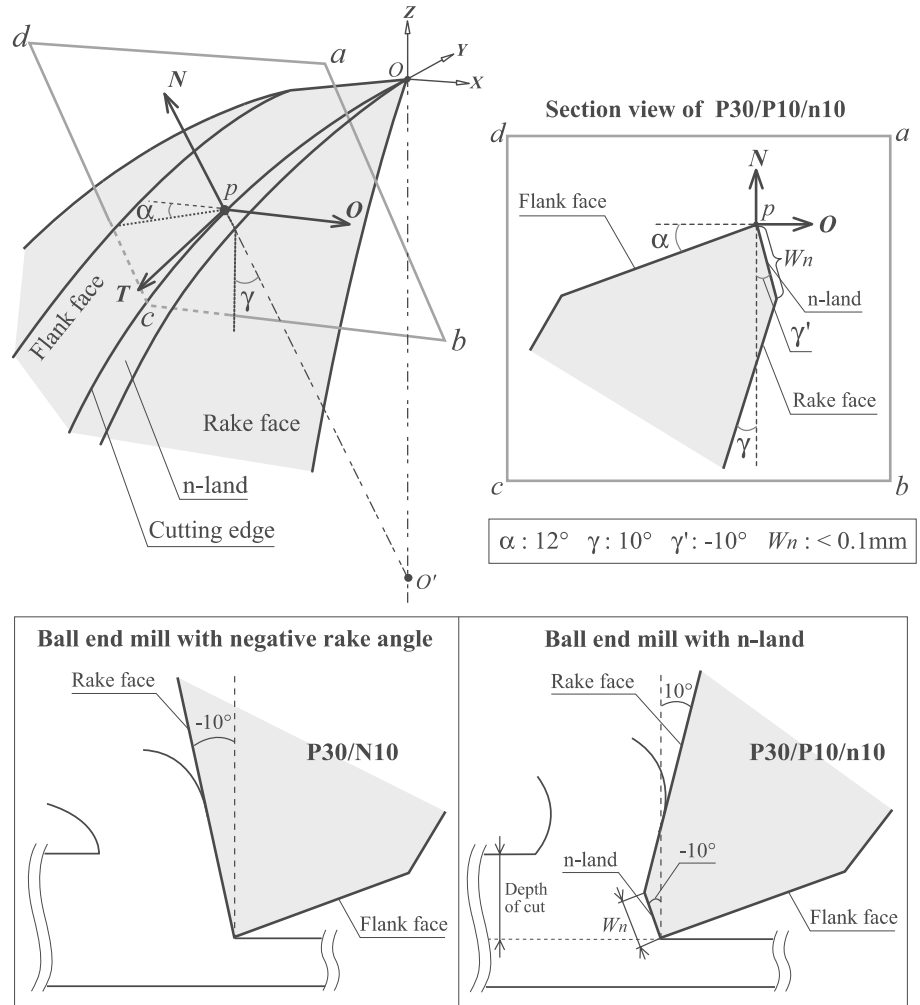 Z
Y
X
O
d
a
N
p
α
O
T
γ
c
b
Flank face
Rake face
n-land
Cutting edge
O'
Section view of P30/P10/n10
d
a
N
p
O
Flank face
α
Wn
n-land
γ'
Rake face
γ
c
b
α : 12° γ : 10° γ' : -10° Wn : < 0.1mm
Ball end mill with negative rake angle
Rake face
-10°
P30/N10
Flank face
Ball end mill with n-land
Rake face
10°
P30/P10/n10
n-land
-10°
Depth
of cut
Wn
Flank face